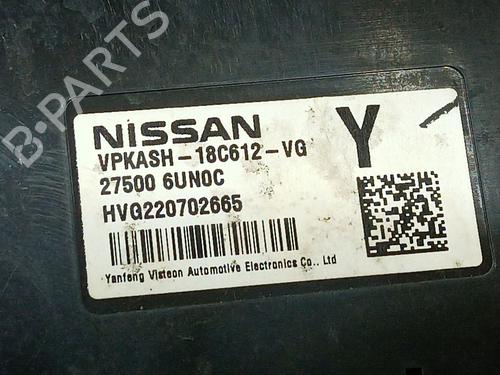 NISSAN
Y
VPKASH-18C612-VG
27500 6UN0C
HVG220702665
Yanfeng Visteon Automotive Electronics Co., Ltd
B-PARTS